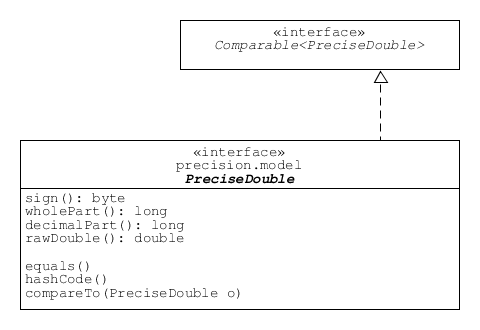 «interface»
Comparable<PreciseDouble>
«interface»
precision.model
PreciseDouble
sign(): byte
wholePart(): long
decimalPart(): long
rawDouble(): double
equals()
hashCode()
compareTo(PreciseDouble o)